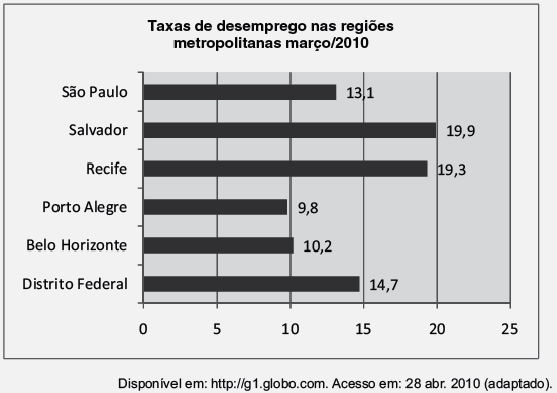 Taxas de desemprego nas regiões
metropolitanas março/2010
São Paulo 13,1
Salvador 19,9
Recife 19,3
Porto Alegre 9,8
Belo Horizonte 10,2
Distrito Federal 14,7
0 5 10 15 20 25
Disponível em: http://g1.globo.com. Acesso em: 28 abr. 2010 (adaptado).